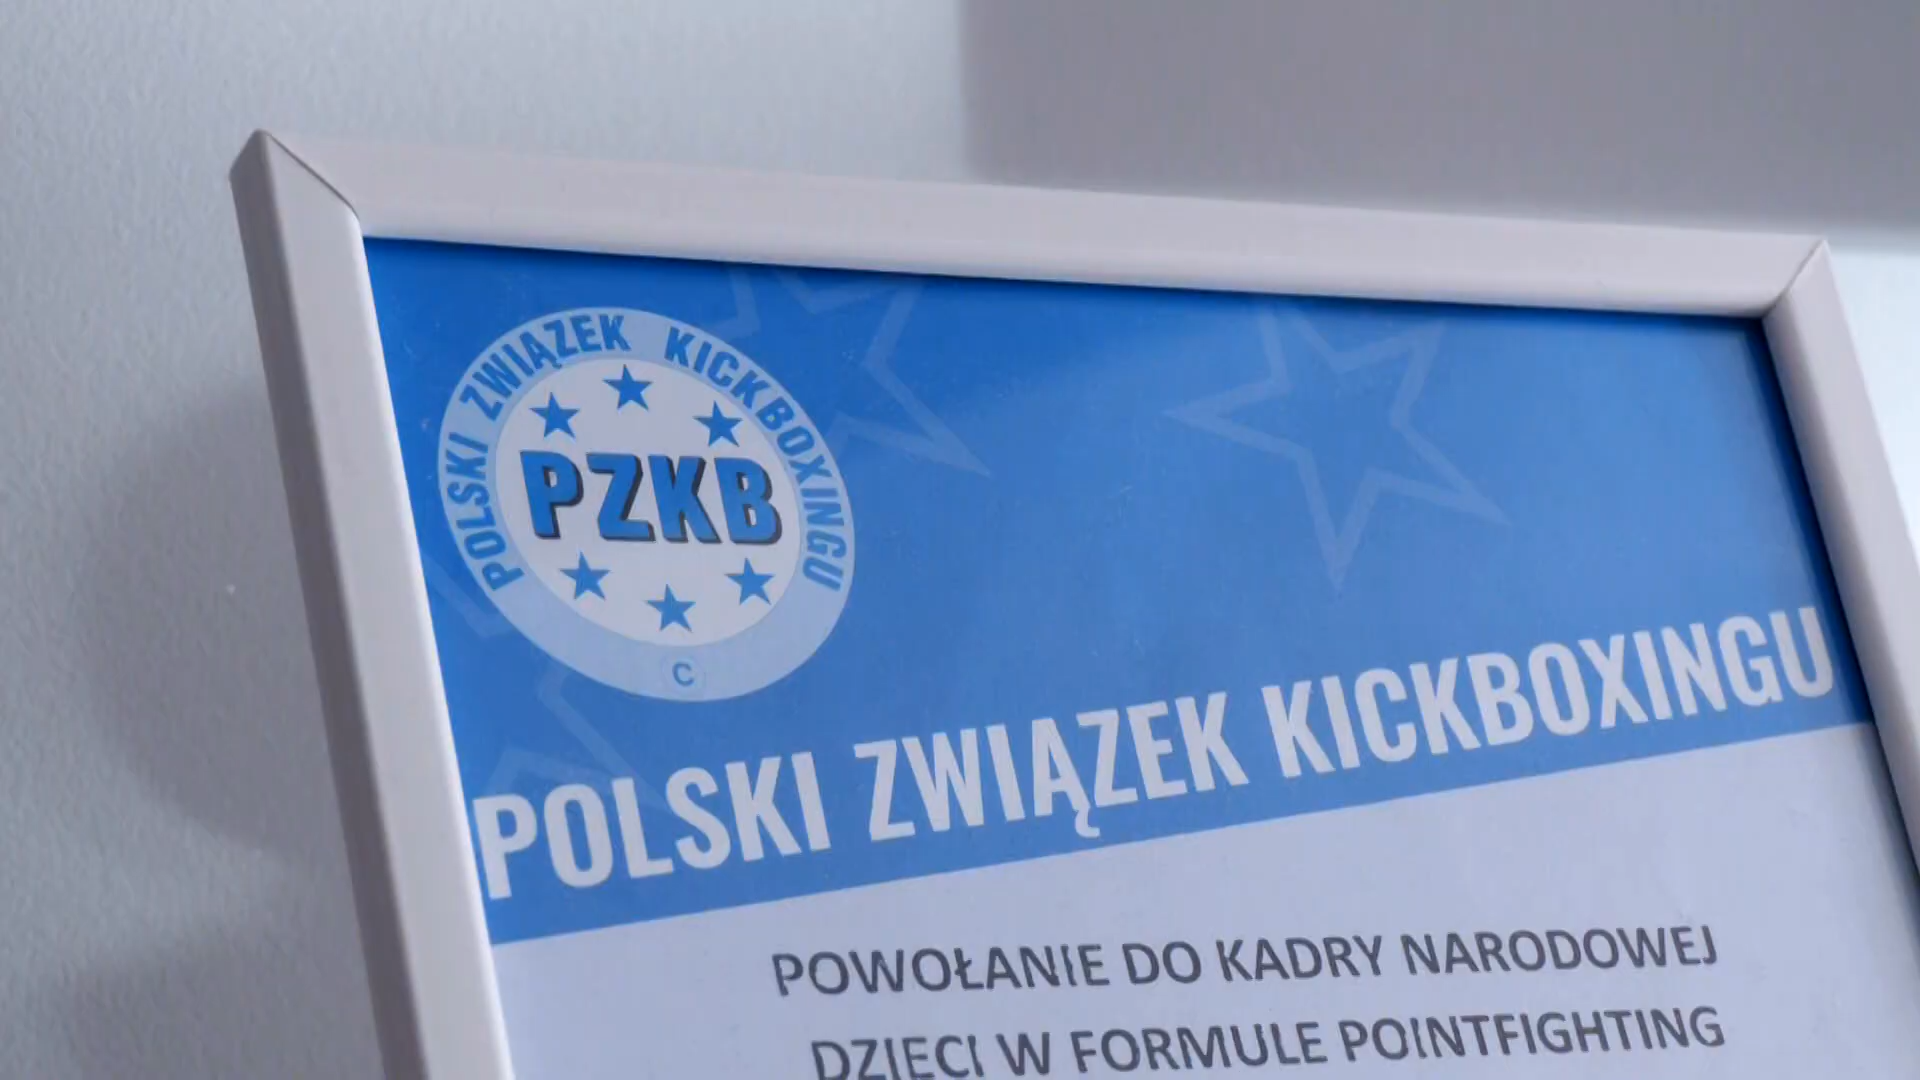 POLSKI ZWIĄZEK KICKBOXINGU
PZKB
C
POLSKI ZWIĄZEK KICKBOXINGU
POWOŁANIE DO KADRY NARODOWEJ
DZIECI W FORMULE POINTFIGHTING